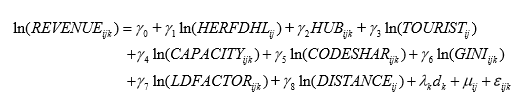 ln(REVENUE_ijk) = γ_0 + γ_1 ln(HERFDHL_ij) + γ_2 HUB_ijk + γ_3 ln(TOURIST_ij)
+γ_4 ln(CAPACITY_ijk) + γ_5 ln(CODESHAR_ijk) + γ_6 ln(GINI_ijk)
+γ_7 ln(LDFACTOR_ijk) + γ_8 ln(DISTANCE_ij) + λ_k d_k + μ_ij + ε_ijk